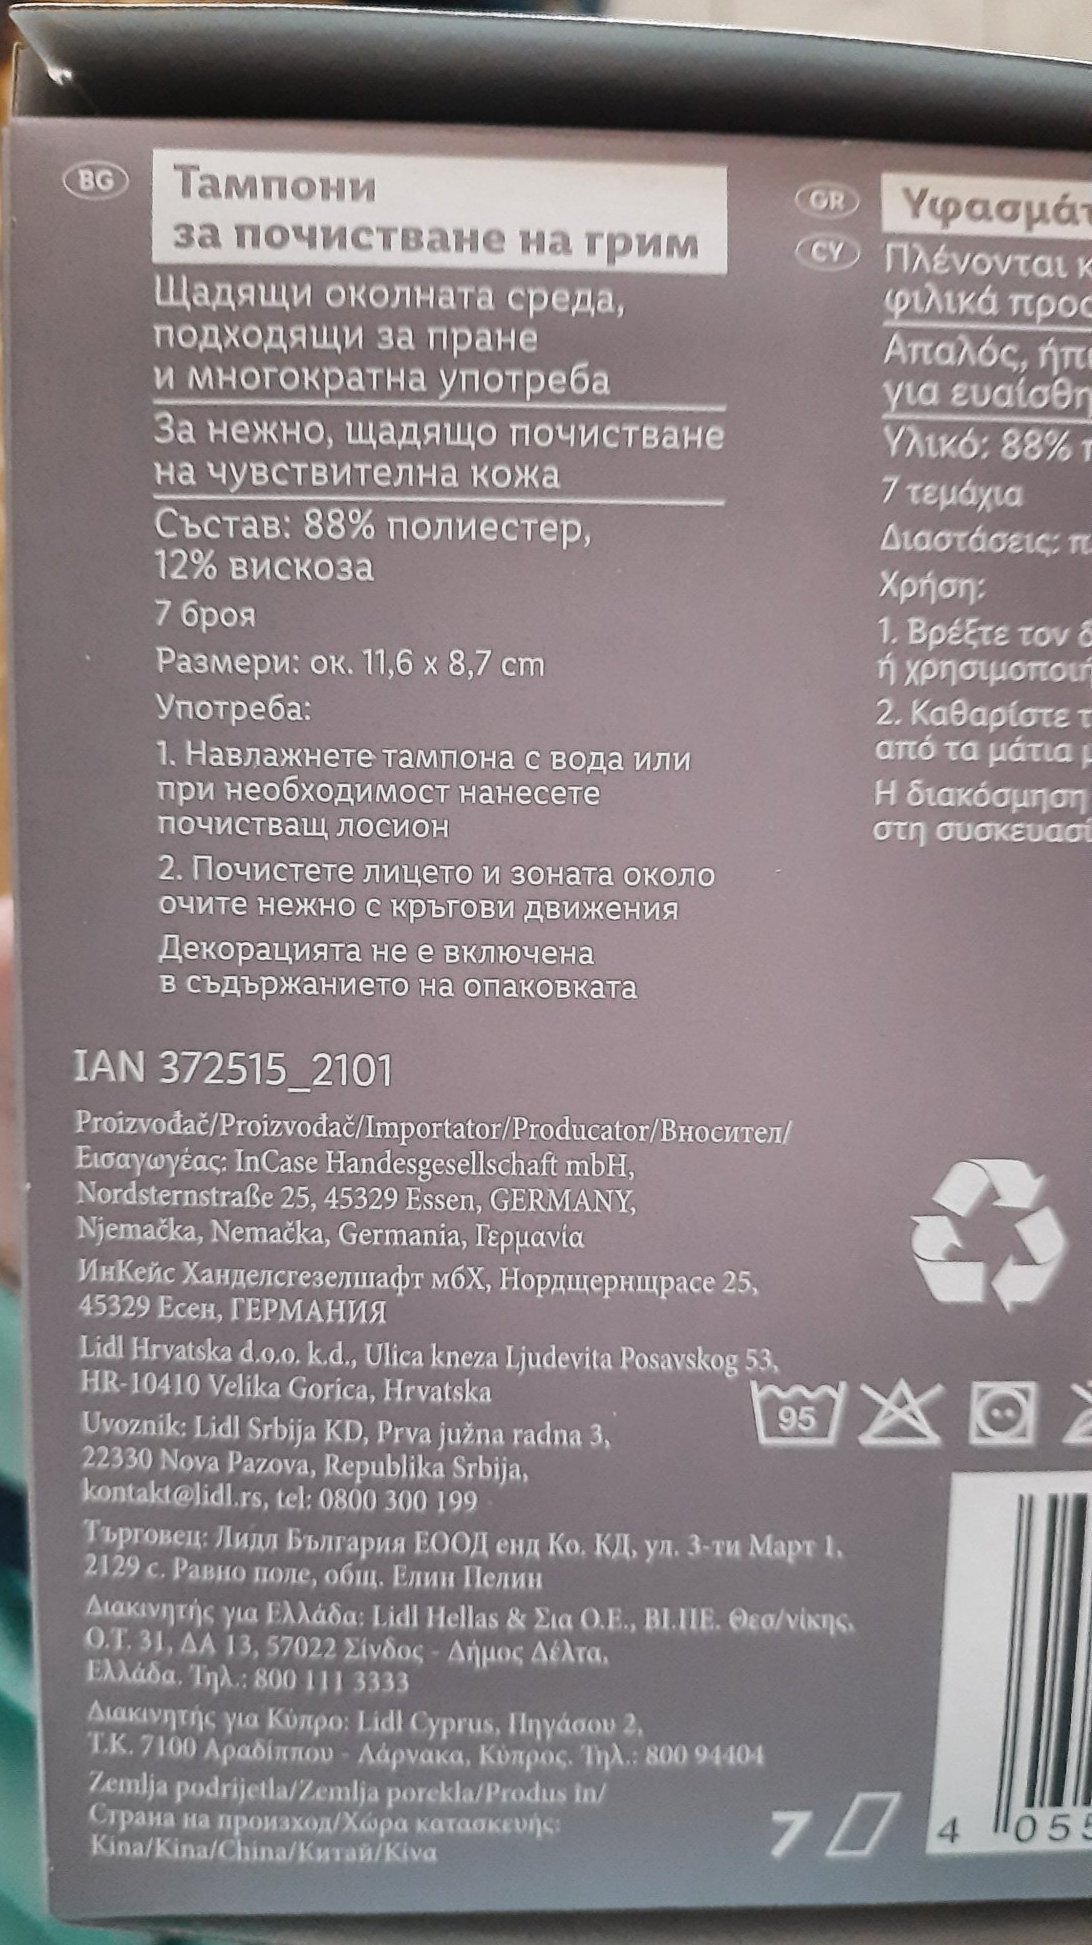 BG
Тампони
за почистване на грим
Щадящи околната среда,
подходящи за пране
и многократна употреба
За нежно, щадящо почистване
на чувствителна кожа
Състав: 88% полиестер,
12% вискоза
7 броя
Размери: ок. 11,6 x 8,7 cm
Употреба:
1. Навлажнете тампона с вода или
при необходимост нанесете
почистващ лосион
2. Почистете лицето и зоната около
очите нежно с кръгови движения
Декорацията не е включена
в съдържанието на опаковката
GR
CY
Πλένονται
φιλικά
Απαλός,
για
Υλικό: 88%
7 τεμάχια
Διαστάσεις:
Χρήση:
1. Βρέξτε τον
ή
2. Καθαρίστε
από τα μάτια
Η διακόσμηση
στη
IAN 372515_2101
Proizvođač/Proizvođač/Importator/Producator/Вносител/
Εισαγωγέας: InCase Handesgesellschaft mbH,
Nordsternstraße 25, 45329 Essen, GERMANY,
Njemačka, Nemačka, Germania, Γερμανία
ИнКейс Ханделсгезелшафт мбХ, Нордщернщрасе 25,
45329 Есен, ГЕРМАНИЯ
Lidl Hrvatska d.o.o. k.d., Ulica kneza Ljudevita Posavskog 53,
HR-10410 Velika Gorica, Hrvatska
Uvoznik: Lidl Srbija KD, Prva južna radna 3,
22330 Nova Pazova, Republika Srbija,
kontakt@lidl.rs, tel: 0800 300 199
Търговец: Лидл България ЕООД енд Ко. КД, ул. 3-ти Март 1,
2129 с. Равно поле, общ. Елин Пелин
Διακινητής για Ελλάδα: Lidl Hellas & Σια Ο.Ε., ΒΙ.ΠΕ. Θεσ/νίκης,
Ο.Τ. 31, ΔΑ 13, 57022 Σίνδος - Δήμος Δέλτα,
Ελλάδα. Τηλ.: 800 111 3333
Διακινητής για Κύπρο: Lidl Cyprus, Πηγάσου 2,
Τ.Κ. 7100 Αραδίππου - Λάρνακα, Κύπρος. Τηλ.: 800 94404
Zemlja podrijetla/Zemlja porekla/Produs în/
Страна на произход/Χώρα κατασκευής:
Kina/Kina/China/Китай/Κίνα
95
7
4 055